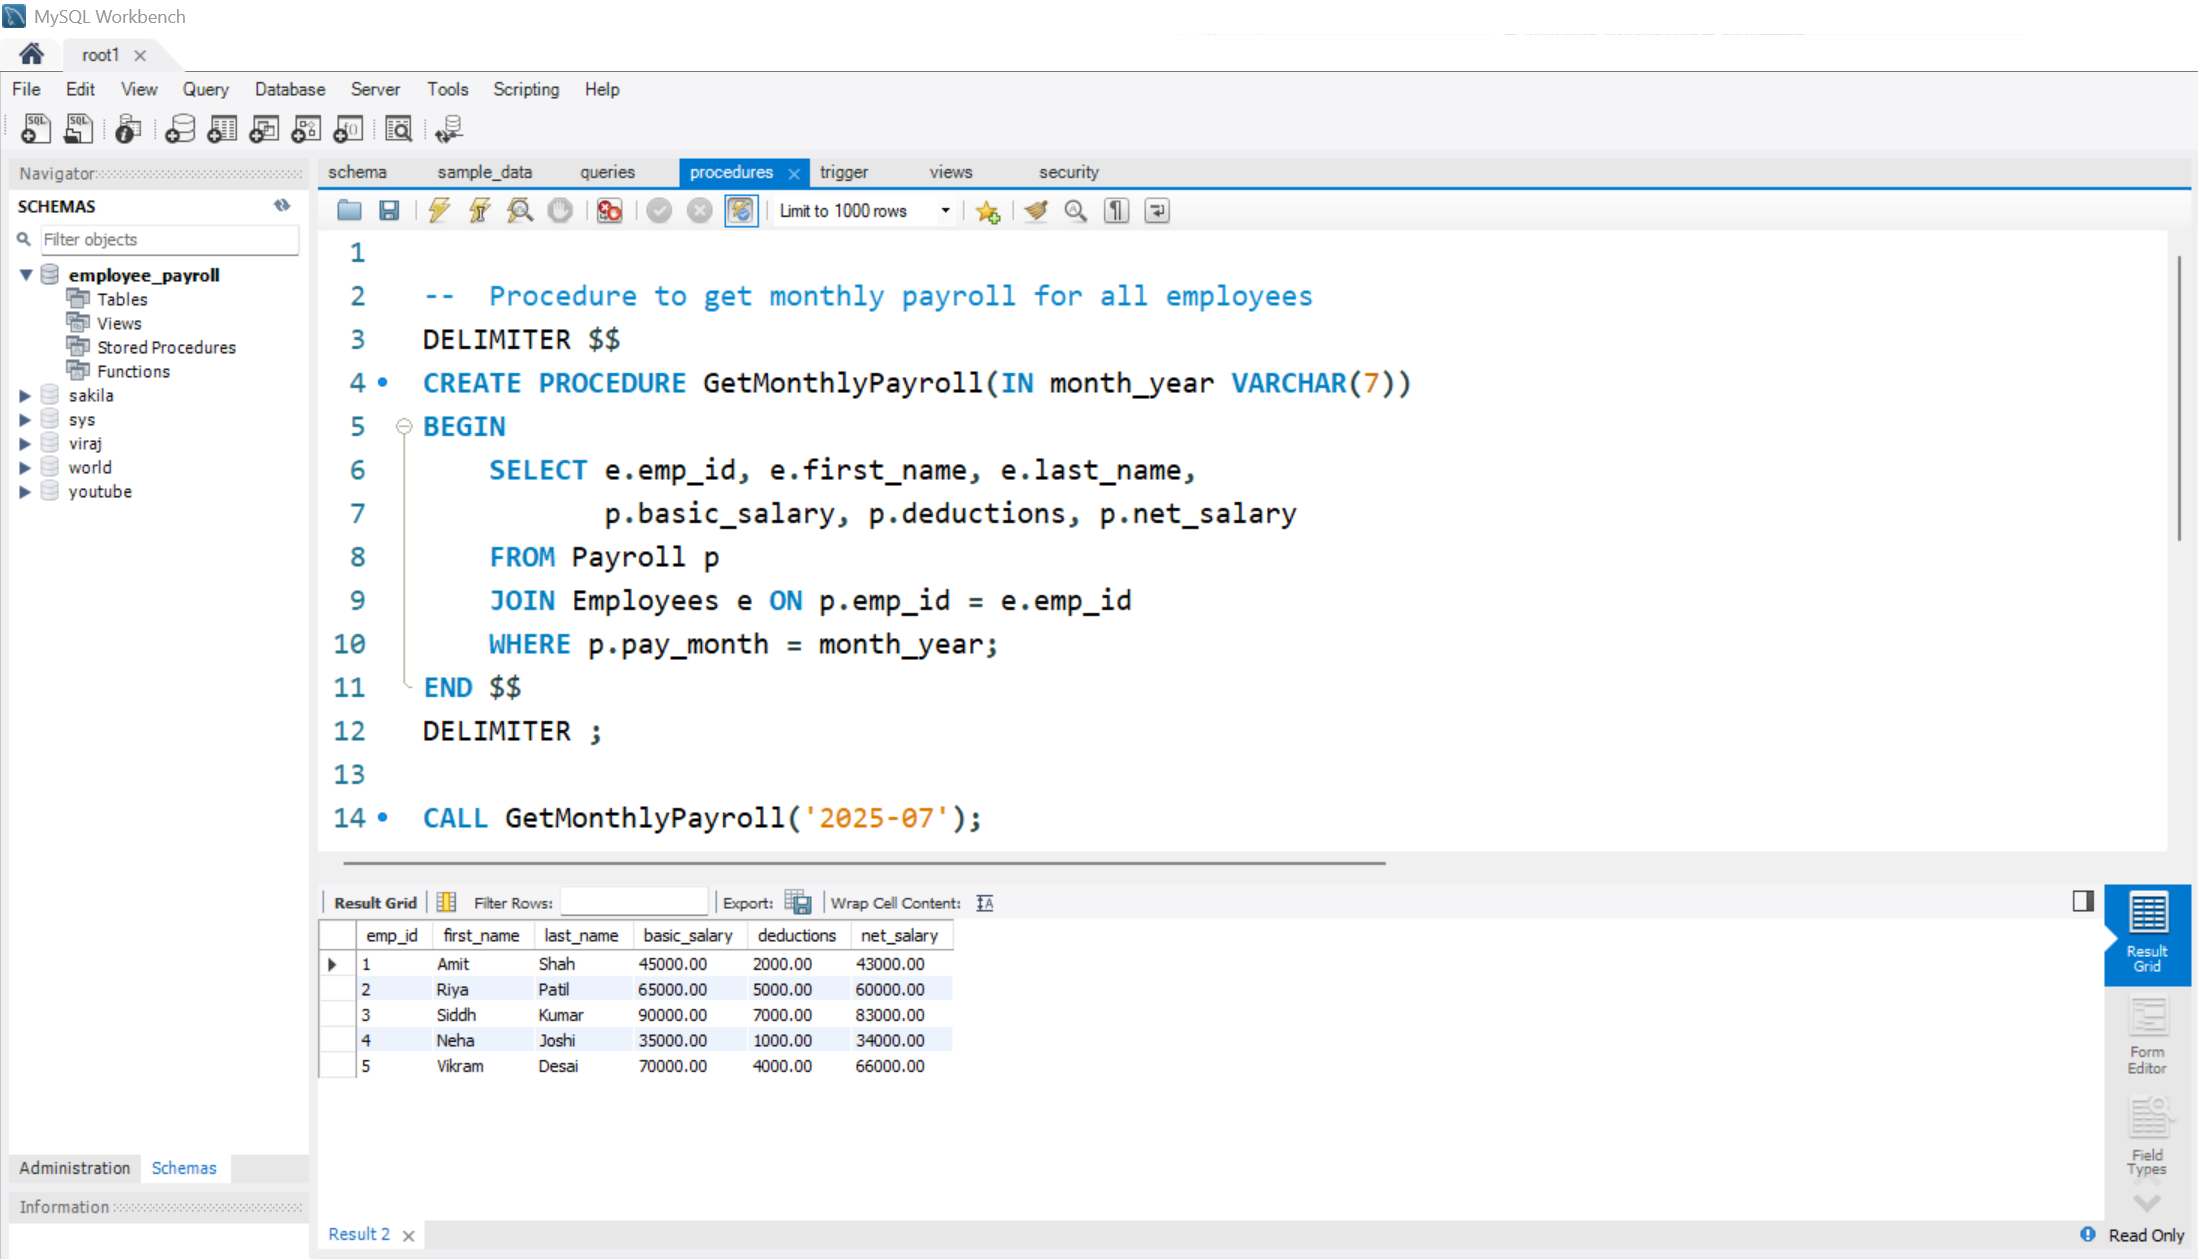 MySQL Workbench
root1
File Edit View Query Database Server Tools Scripting Help
Navigator
SCHEMAS
Filter objects
employee_payroll
Tables
Views
Stored Procedures
Functions
sakila
sys
viraj
world
youtube
Administration Schemas
Information
schema sample_data queries procedures trigger views security
Limit to 1000 rows
1
2 -- Procedure to get monthly payroll for all employees
3 DELIMITER $$
4 CREATE PROCEDURE GetMonthlyPayroll(IN month_year VARCHAR(7))
5 BEGIN
6 SELECT e.emp_id, e.first_name, e.last_name,
7 p.basic_salary, p.deductions, p.net_salary
8 FROM Payroll p
9 JOIN Employees e ON p.emp_id = e.emp_id
10 WHERE p.pay_month = month_year;
11 END $$
12 DELIMITER ;
13
14 CALL GetMonthlyPayroll('2025-07');
Result Grid Filter Rows: Export: Wrap Cell Content:
emp_id first_name last_name basic_salary deductions net_salary
1 Amit Shah 45000.00 2000.00 43000.00
2 Riya Patil 65000.00 5000.00 60000.00
3 Siddh Kumar 90000.00 7000.00 83000.00
4 Neha Joshi 35000.00 1000.00 34000.00
5 Vikram Desai 70000.00 4000.00 66000.00
Result
Grid
Form
Editor
Field
Types
Result 2
Read Only